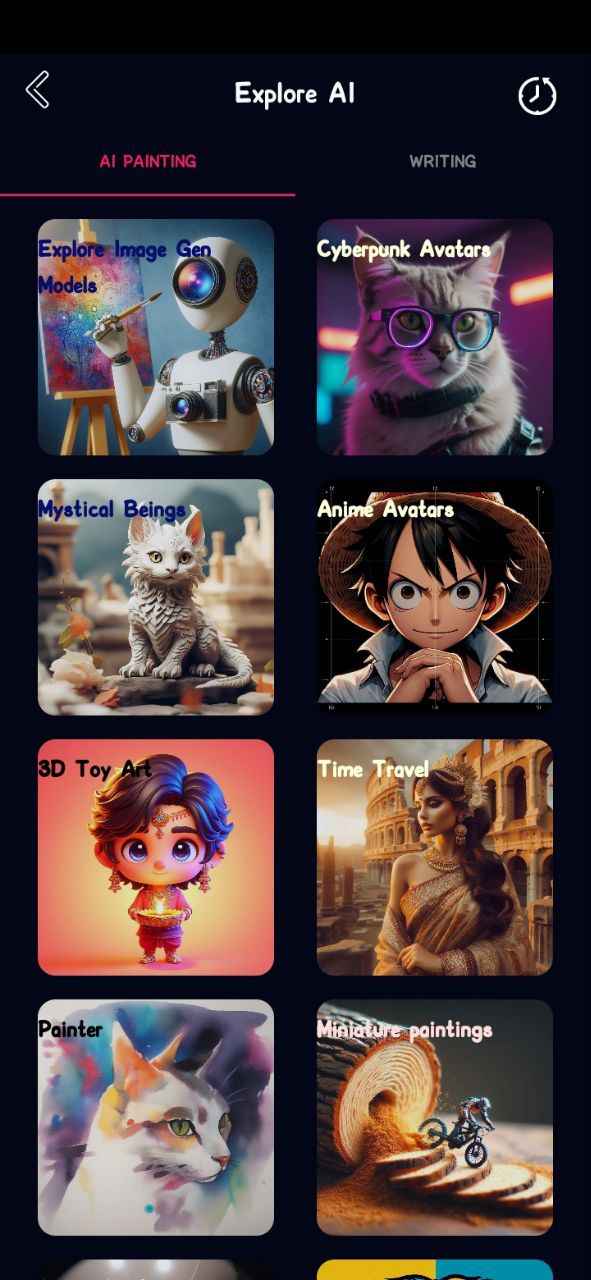 Explore AI
AI PAINTING
WRITING
Explore Image Gen
Models
Cyberpunk Avatars
Mystical Beings
Anime Avatars
3D Toy Art
Time Travel
Painter
Miniature paintings